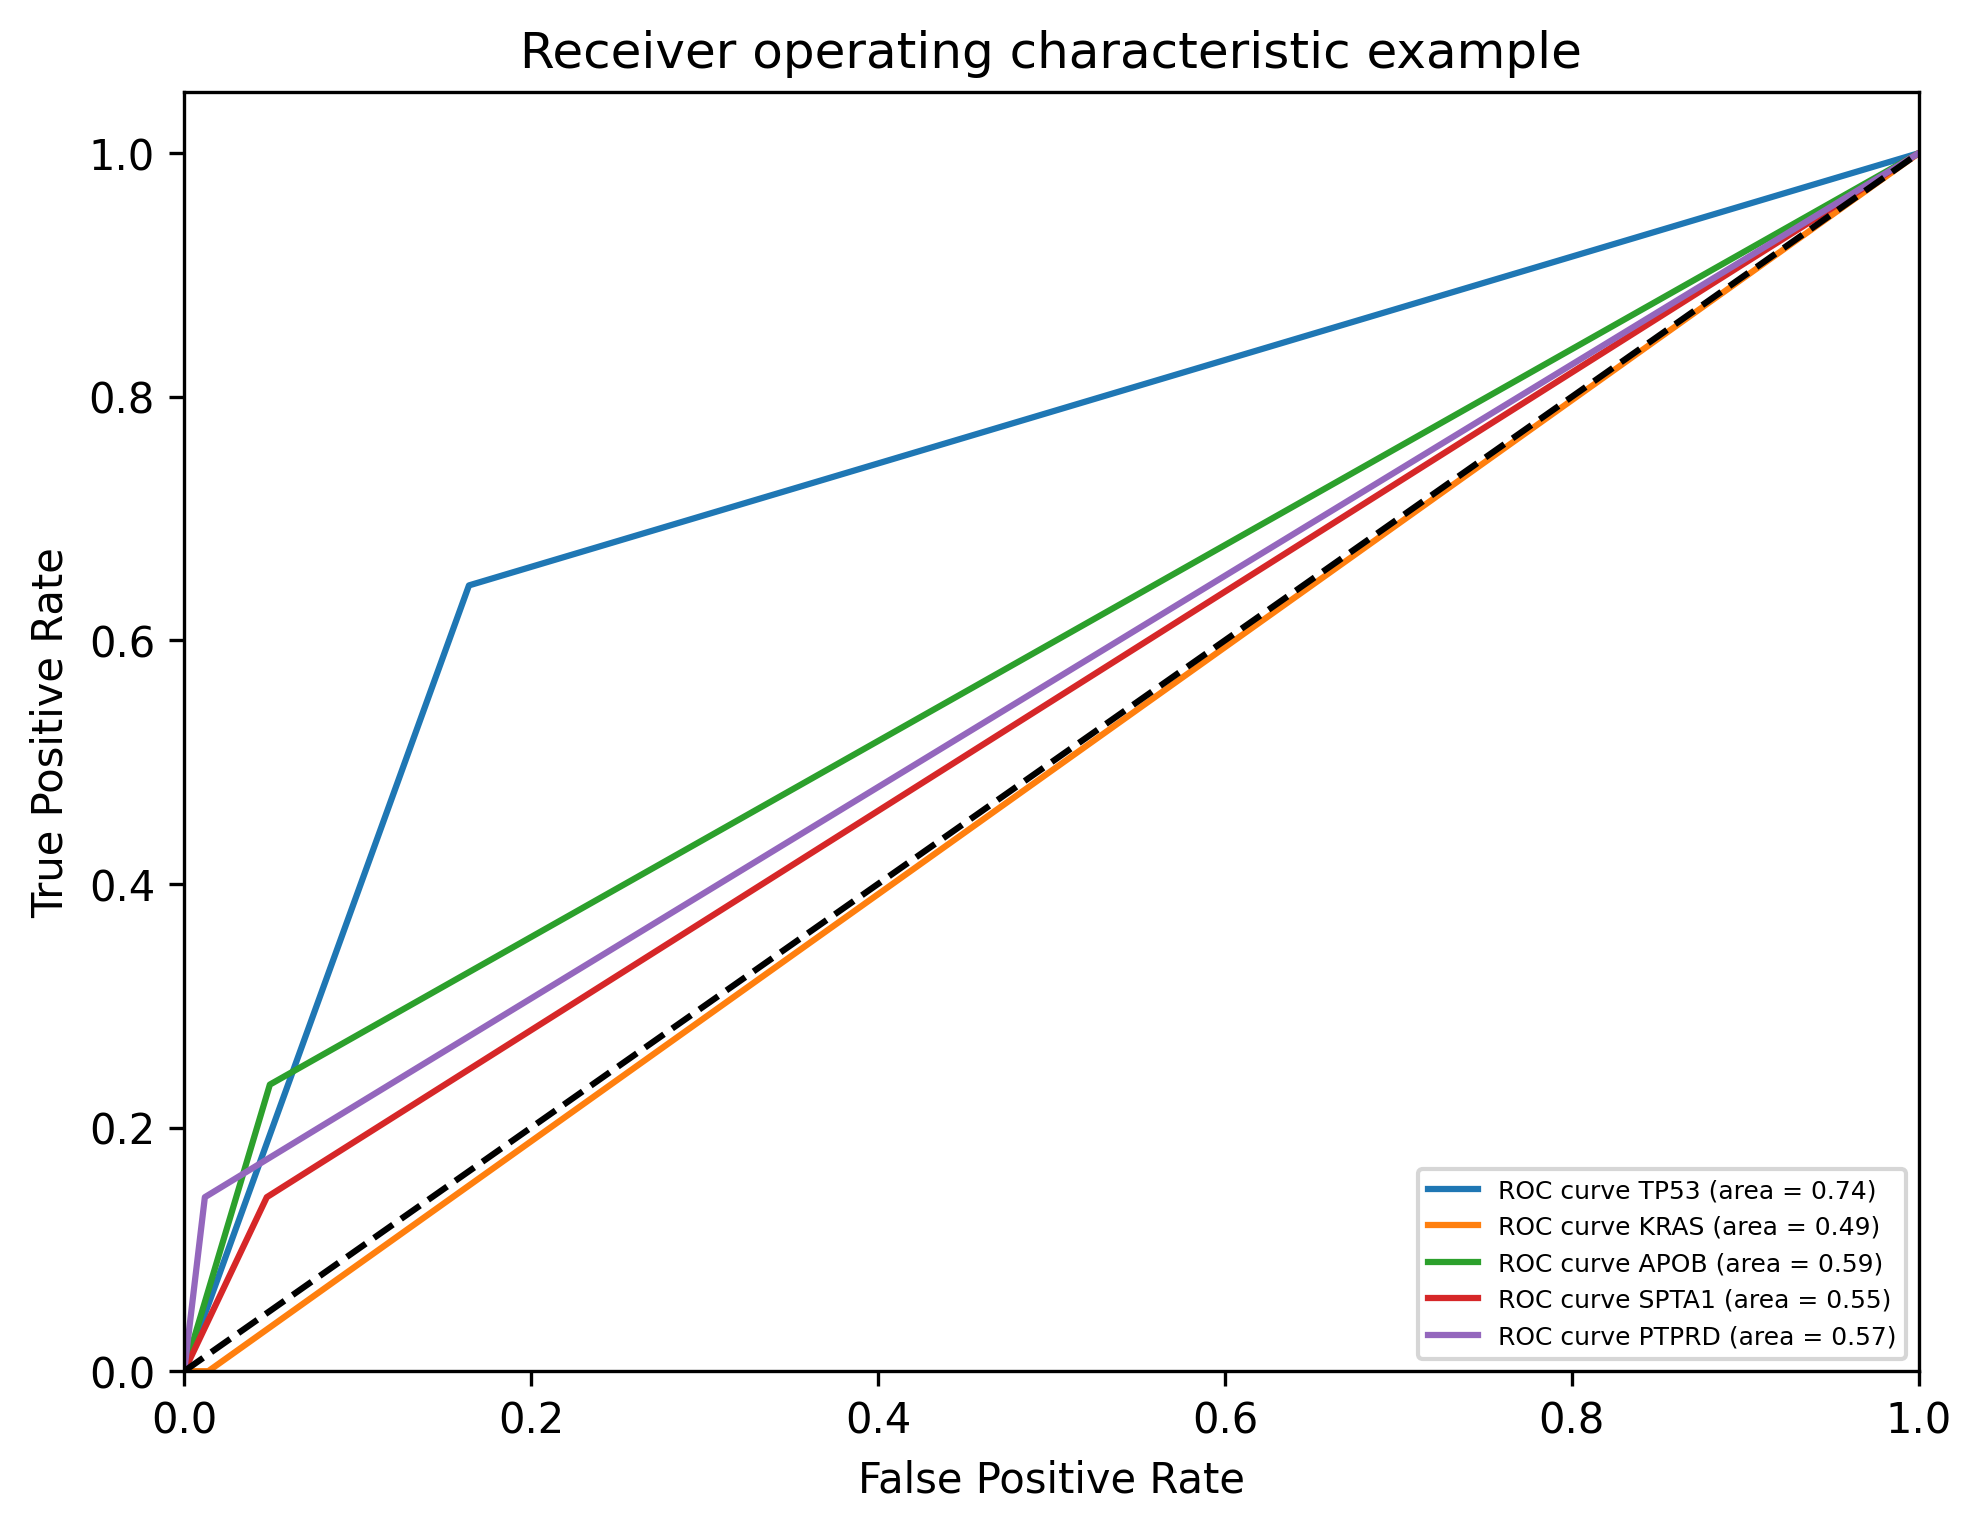 Receiver operating characteristic example
1.0
0.8
0.6
0.4
0.2
0.0
True Positive Rate
ROC curve TP53 (area = 0.74)
ROC curve KRAS (area = 0.49)
ROC curve APOB (area = 0.59)
ROC curve SPTA1 (area = 0.55)
ROC curve PTPRD (area = 0.57)
0.0 0.2 0.4 0.6 0.8 1.0
False Positive Rate